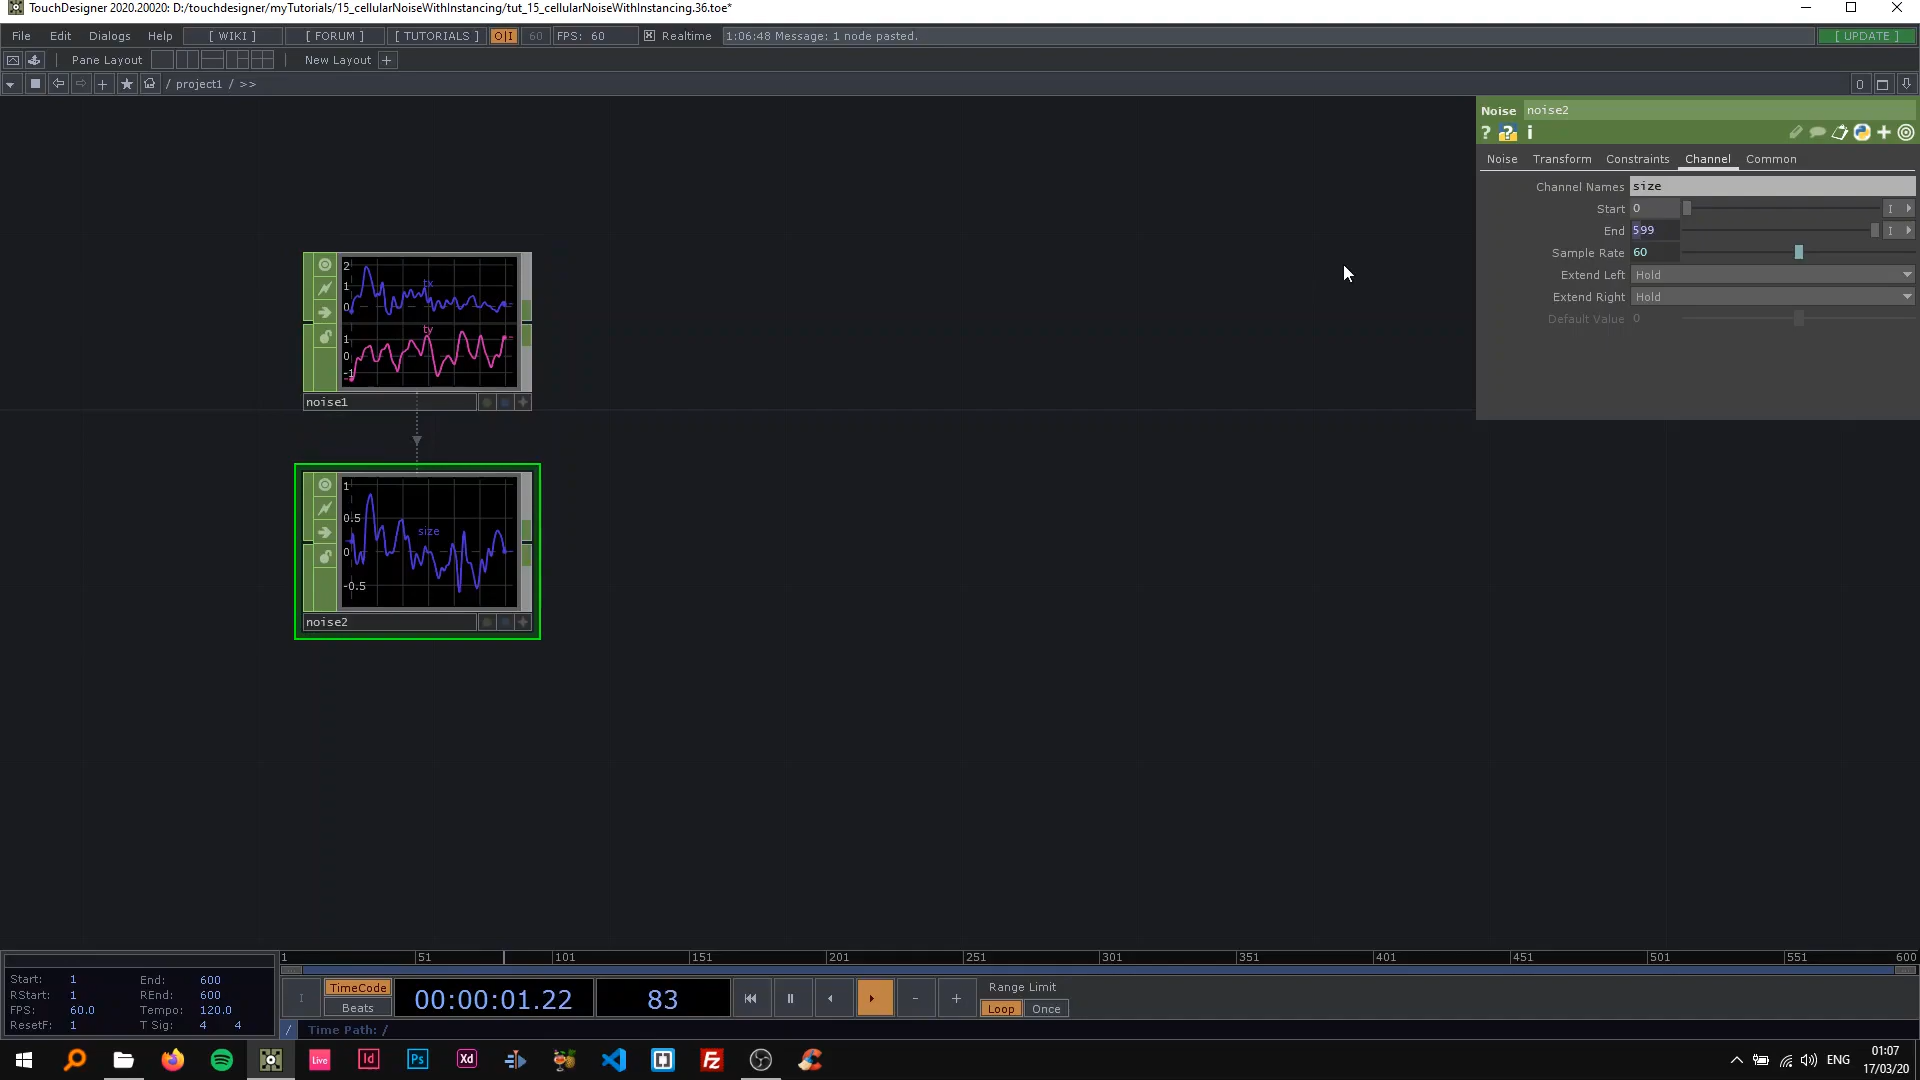 TouchDesigner 2020.20020: D:/touchdesigner/myTutorials/15_cellularNoiseWithInstancing/tut_15_cellularNoiseWithInstancing.36.toe*
File Edit Dialogs Help [ WIKI ] [ FORUM ] [ TUTORIALS ] O|I 60 FPS: 60 Realtime 1:06:48 Message: 1 node pasted. [ UPDATE ]
Pane Layout New Layout +
/ project1 / >> 0
Noise noise2
? ? i
Noise Transform Constraints Channel Common
Channel Names size
Start 0 I
End 599 I
Sample Rate 60
Extend Left Hold
Extend Right Hold
Default Value 0
2
1
0
tx
ty
1
0
-1
noise1
1
0.5
0
-0.5
size
noise2
1 51 101 151 201 251 301 351 401 451 501 551 600
Start: 1 End: 600
RStart: 1 REnd: 600
FPS: 60.0 Tempo: 120.0
ResetF: 1 T Sig: 4 4
I TimeCode
Beats
00:00:01.22 83 - +
Range Limit
Loop Once
/ Time Path: /
Live Id Ps Xd Fz ENG
01:07
17/03/20